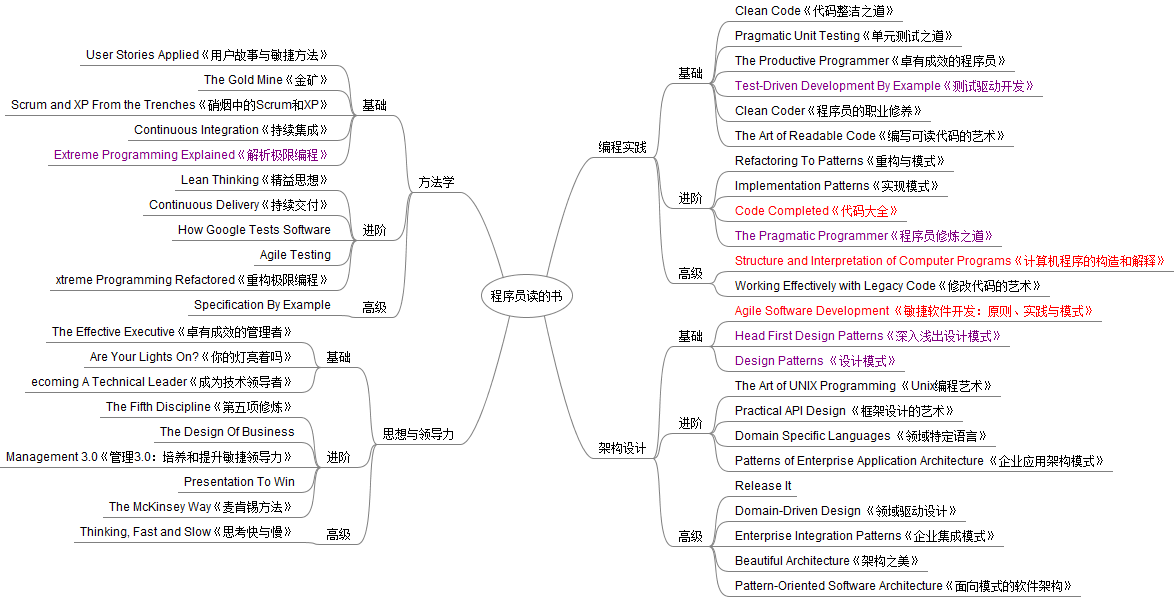 程序员读的书
编程实践
基础
Clean Code《代码整洁之道》
Pragmatic Unit Testing《单元测试之道》
The Productive Programmer《卓有成效的程序员》
Test-Driven Development By Example《测试驱动开发》
Clean Coder《程序员的职业修养》
The Art of Readable Code《编写可读代码的艺术》
进阶
Refactoring To Patterns《重构与模式》
Implementation Patterns《实现模式》
Code Completed《代码大全》
The Pragmatic Programmer《程序员修炼之道》
高级
Structure and Interpretation of Computer Programs《计算机程序的构造和解释》
Working Effectively with Legacy Code《修改代码的艺术》
架构设计
基础
Agile Software Development 《敏捷软件开发：原则、实践与模式》
Head First Design Patterns《深入浅出设计模式》
Design Patterns 《设计模式》
进阶
The Art of UNIX Programming 《Unix编程艺术》
Practical API Design 《框架设计的艺术》
Domain Specific Languages 《领域特定语言》
Patterns of Enterprise Application Architecture 《企业应用架构模式》
高级
Release It
Domain-Driven Design 《领域驱动设计》
Enterprise Integration Patterns《企业集成模式》
Beautiful Architecture《架构之美》
Pattern-Oriented Software Architecture《面向模式的软件架构》
方法学
基础
User Stories Applied《用户故事与敏捷方法》
The Gold Mine《金矿》
Scrum and XP From the Trenches《硝烟中的Scrum和XP》
Continuous Integration《持续集成》
Extreme Programming Explained《解析极限编程》
进阶
Lean Thinking《精益思想》
Continuous Delivery《持续交付》
How Google Tests Software
Agile Testing
xtreme Programming Refactored《重构极限编程》
高级
Specification By Example
思想与领导力
基础
The Effective Executive《卓有成效的管理者》
Are Your Lights On?《你的灯亮着吗》
ecoming A Technical Leader《成为技术领导者》
进阶
The Fifth Discipline《第五项修炼》
The Design Of Business
Management 3.0《管理3.0：培养和提升敏捷领导力》
Presentation To Win
The McKinsey Way《麦肯锡方法》
高级
Thinking, Fast and Slow《思考快与慢》